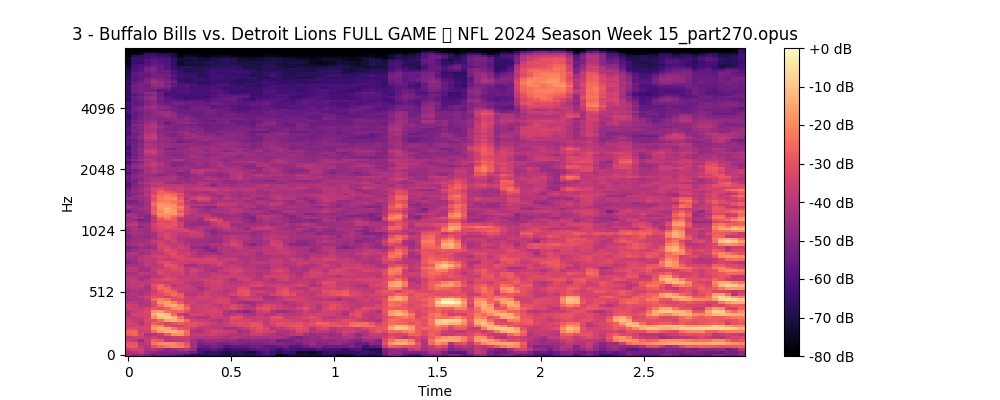 3 - Buffalo Bills vs. Detroit Lions FULL GAME ▯ NFL 2024 Season Week 15_part270.opus
+0 dB
4096
-10 dB
-20 dB
2048
-30 dB
Hz
1024
-40 dB
-50 dB
512
-60 dB
-70 dB
0
-80 dB
0 0.5 1 1.5 2 2.5
Time